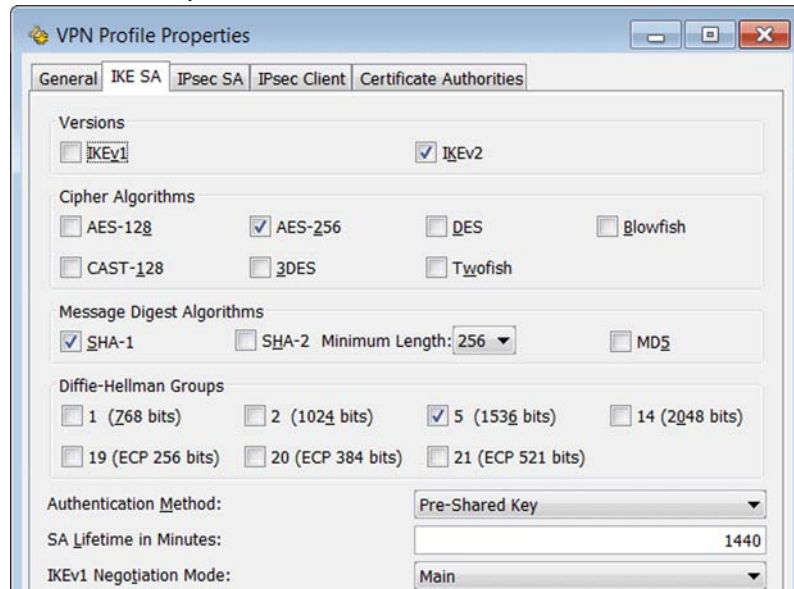 VPN Profile Properties
General IKE SA IPsec SA IPsec Client Certificate Authorities
Versions
IKEv1 IKEv2
Cipher Algorithms
AES-128 AES-256 DES Blowfish
CAST-128 3DES Twofish
Message Digest Algorithms
SHA-1 SHA-2 Minimum Length: 256 MD5
Diffie-Hellman Groups
1 (768 bits) 2 (1024 bits) 5 (1536 bits) 14 (2048 bits)
19 (ECP 256 bits) 20 (ECP 384 bits) 21 (ECP 521 bits)
Authentication Method: Pre-Shared Key
SA Lifetime in Minutes: 1440
IKEv1 Negotiation Mode: Main